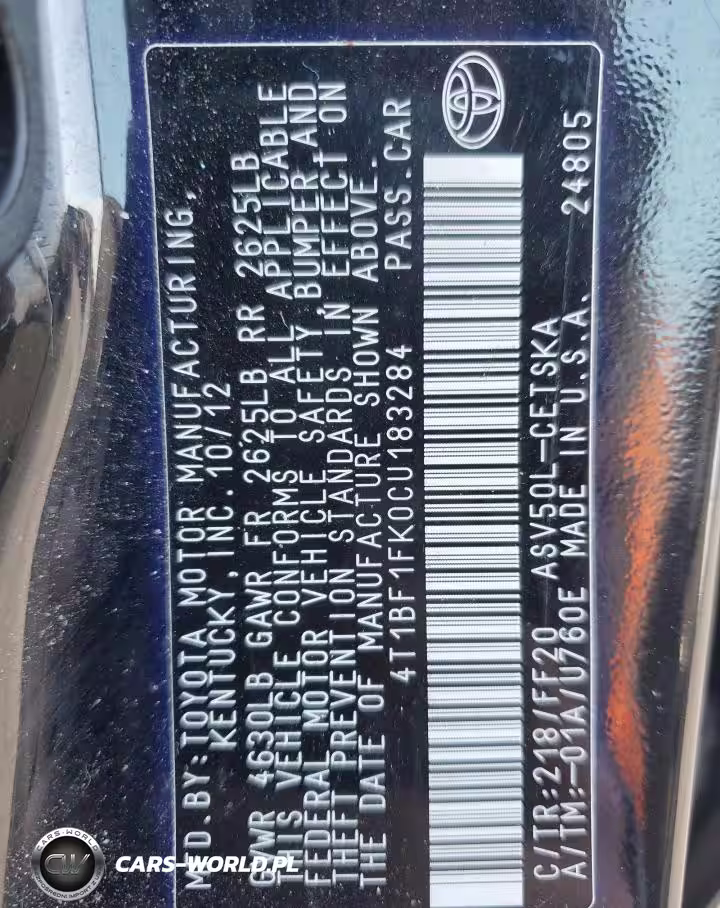 MFD.BY:TOYOTA MOTOR MANUFACTURING,
KENTUCKY, INC. 10/12
GVWR 4630LB GAWR FR 2625LB RR 2625LB
THIS VEHICLE CONFORMS TO ALL APPLICABLE
FEDERAL MOTOR VEHICLE SAFETY, BUMPER AND
THEFT PREVENTION STANDARDS IN EFFECT ON
THE DATE OF MANUFACTURE SHOWN ABOVE.
4T1BF1FK0CU183284 PASS.CAR
C/TR:218/FF20 ASV50L-CETSKA
A/TM:-01A/U760E MADE IN U.S.A. 24805
CARS-WORLD
CW
CARS-WORLD.PL